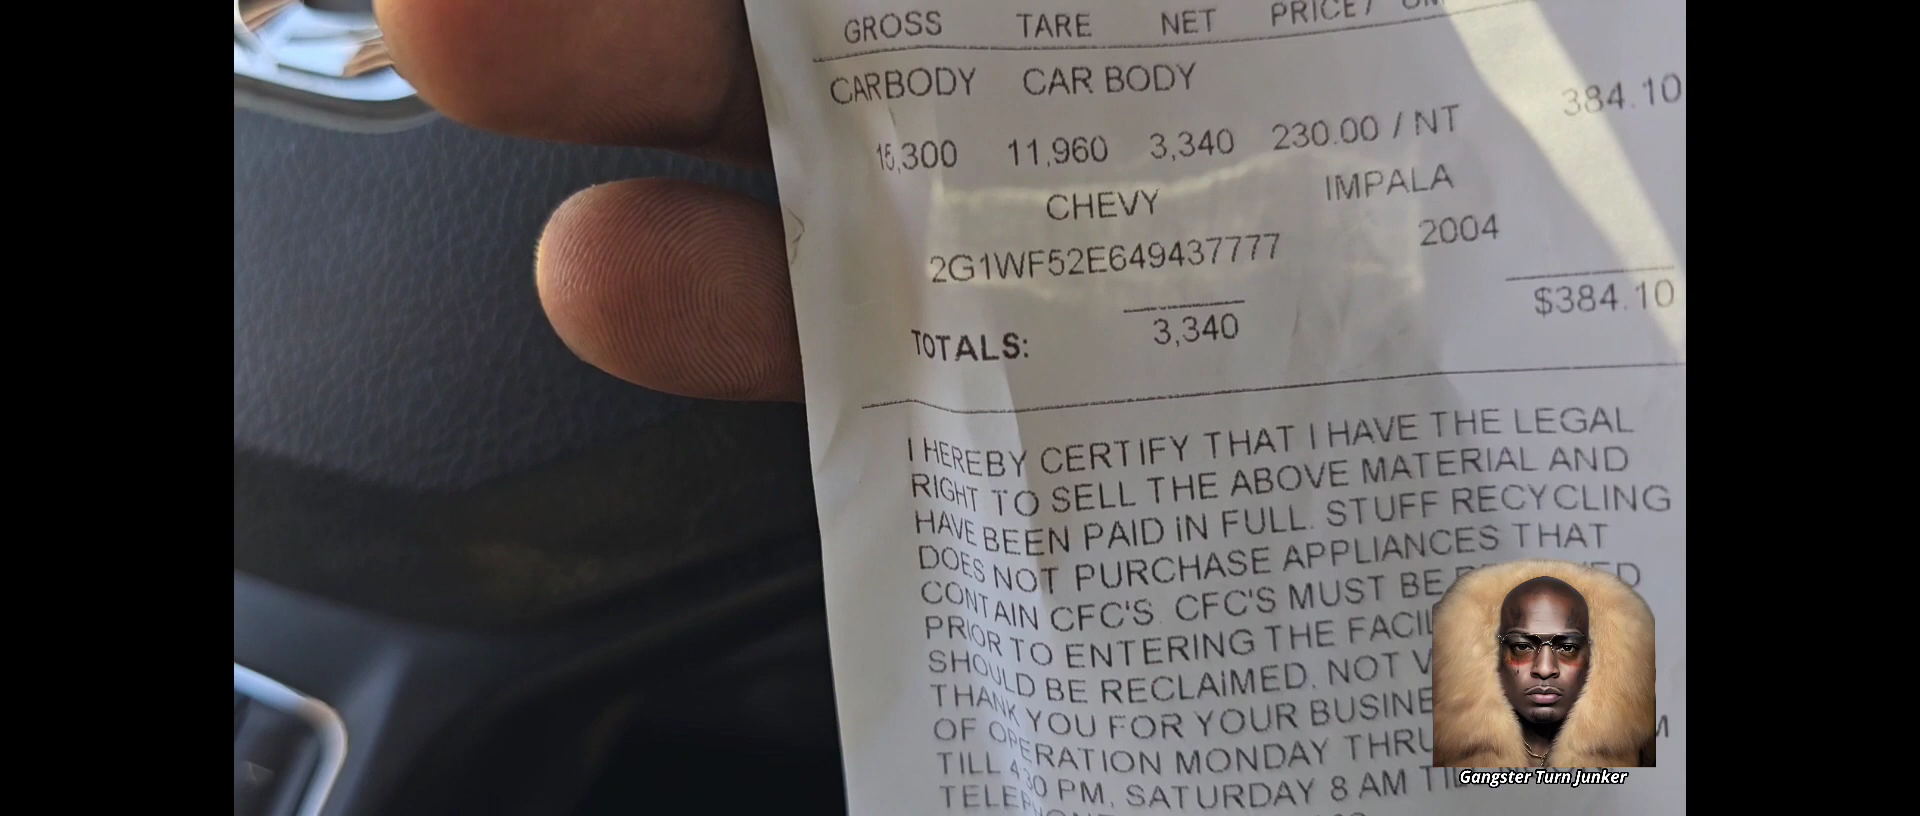 GROSS TARE NET PRICE /
CARBODY CAR BODY 384.10
15,300 11,960 3,340 230.00 / NT
CHEVY IMPALA
2G1WF52E649437777 2004
TOTALS: 3,340 $384.10
I HEREBY CERTIFY THAT I HAVE THE LEGAL
RIGHT TO SELL THE ABOVE MATERIAL AND
HAVE BEEN PAID IN FULL. STUFF RECYCLING
DOES NOT PURCHASE APPLIANCES THAT
CONTAIN CFC'S. CFC'S MUST BE
PRIOR TO ENTERING THE
SHOULD BE RECLAIMED. NOT
THANK YOU FOR YOUR
OF OPERATION MONDAY
TILL 4:30 PM, SATURDAY 8 AM
Gangster Turn Junker